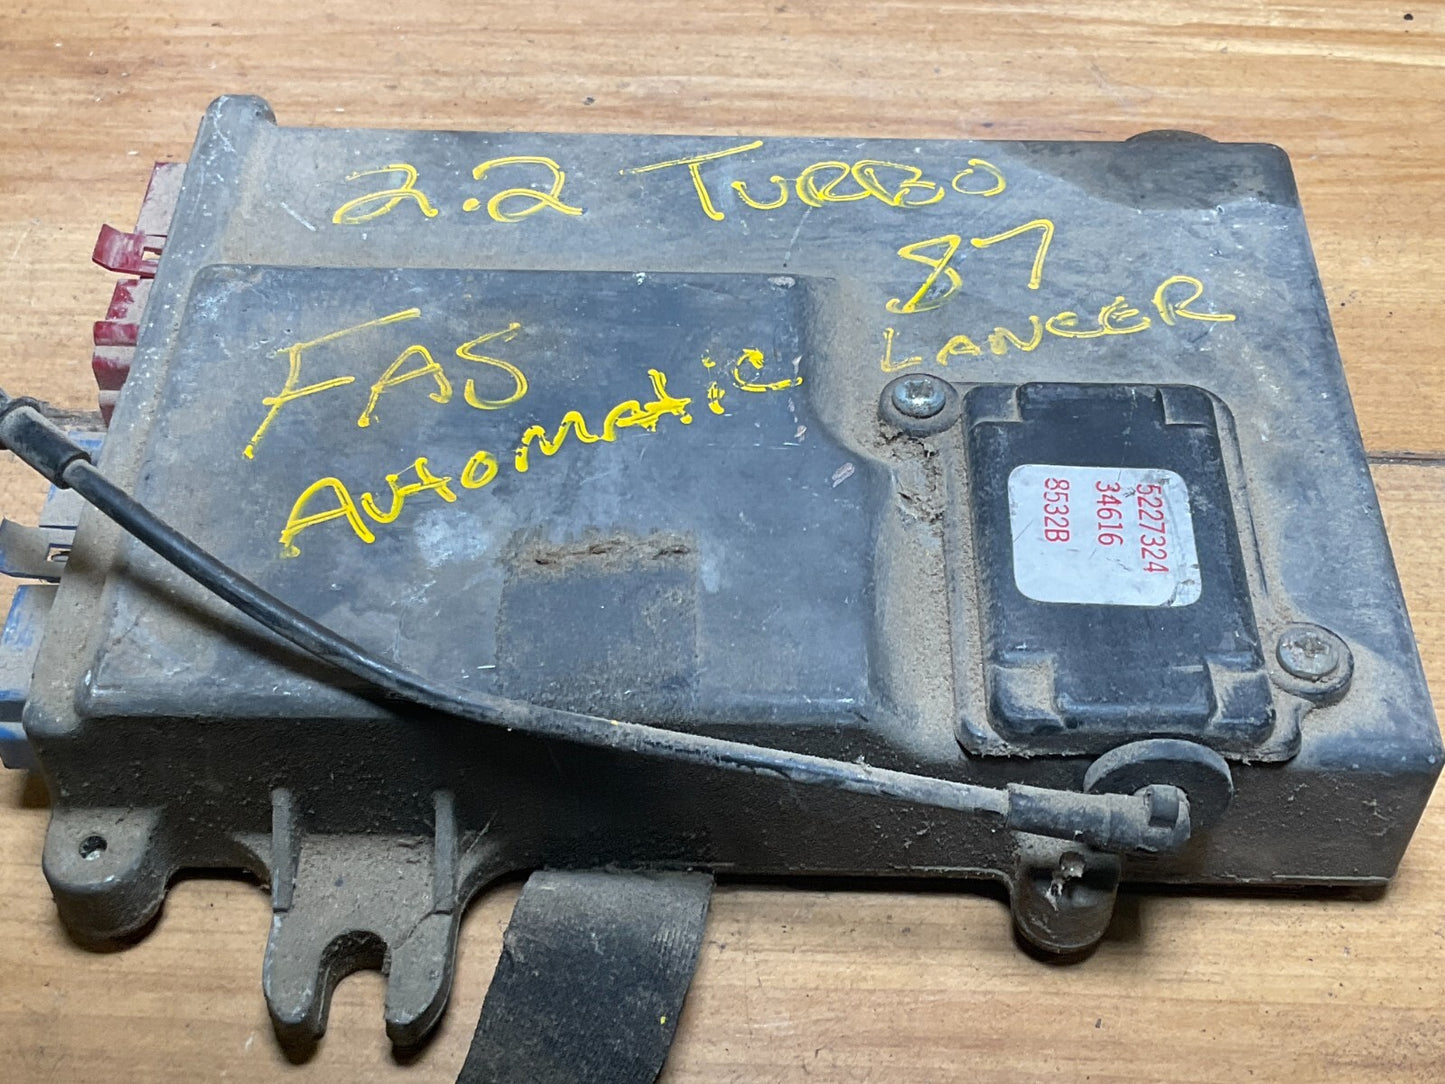 2.2 TURBO
87
LANCER
FAS
AUTOMATIC
5227324
34616
8532B